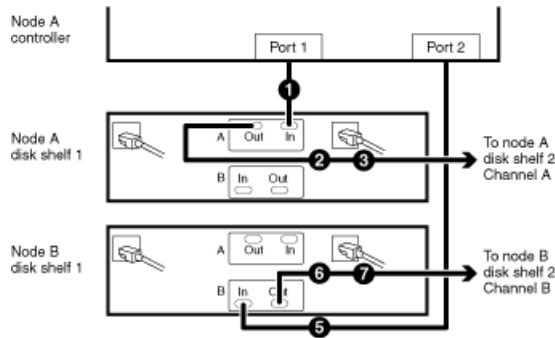 Node A
controller
Port 1
Port 2
1
Node A
disk shelf 1
A
Out
In
2
3
B
In
Out
To node A
disk shelf 2
Channel A
Node B
disk shelf 1
A
Out
In
B
In
Out
6
7
5
To node B
disk shelf 2
Channel B